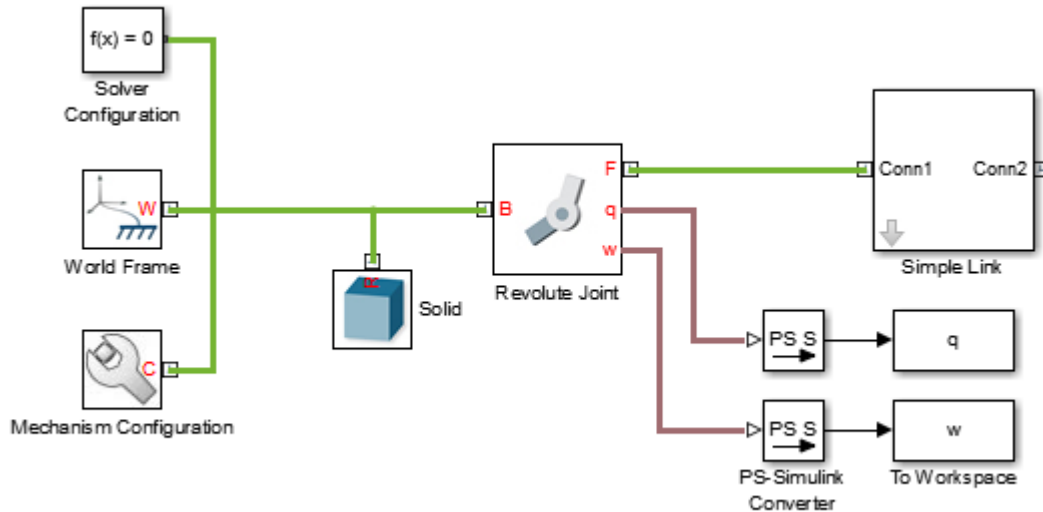 f(x) = 0
Solver
Configuration
W
World Frame
C
Mechanism Configuration
R
Solid
B
F
q
w
Revolute Joint
Conn1
Conn2
Simple Link
PS S
q
PS S
w
PS-Simulink
Converter
To Workspace